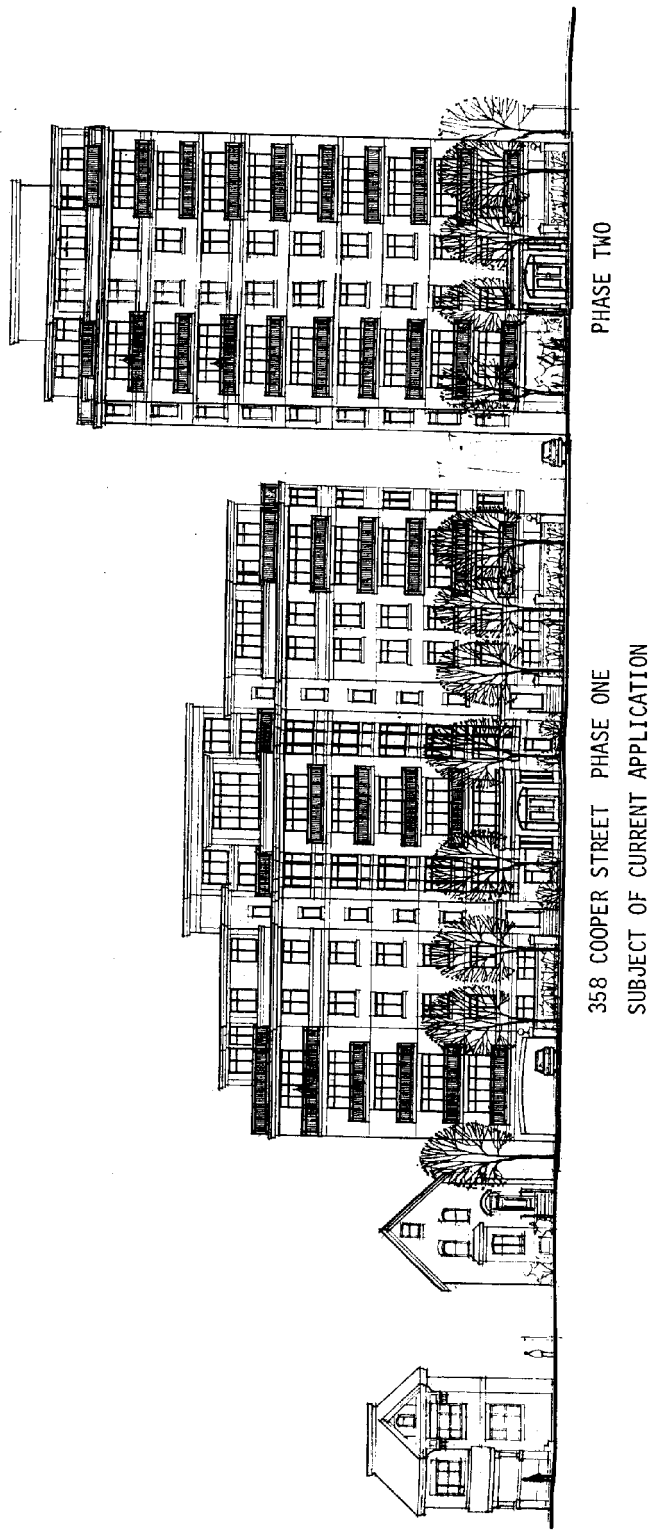 358 COOPER STREET PHASE ONE
SUBJECT OF CURRENT APPLICATION
PHASE TWO